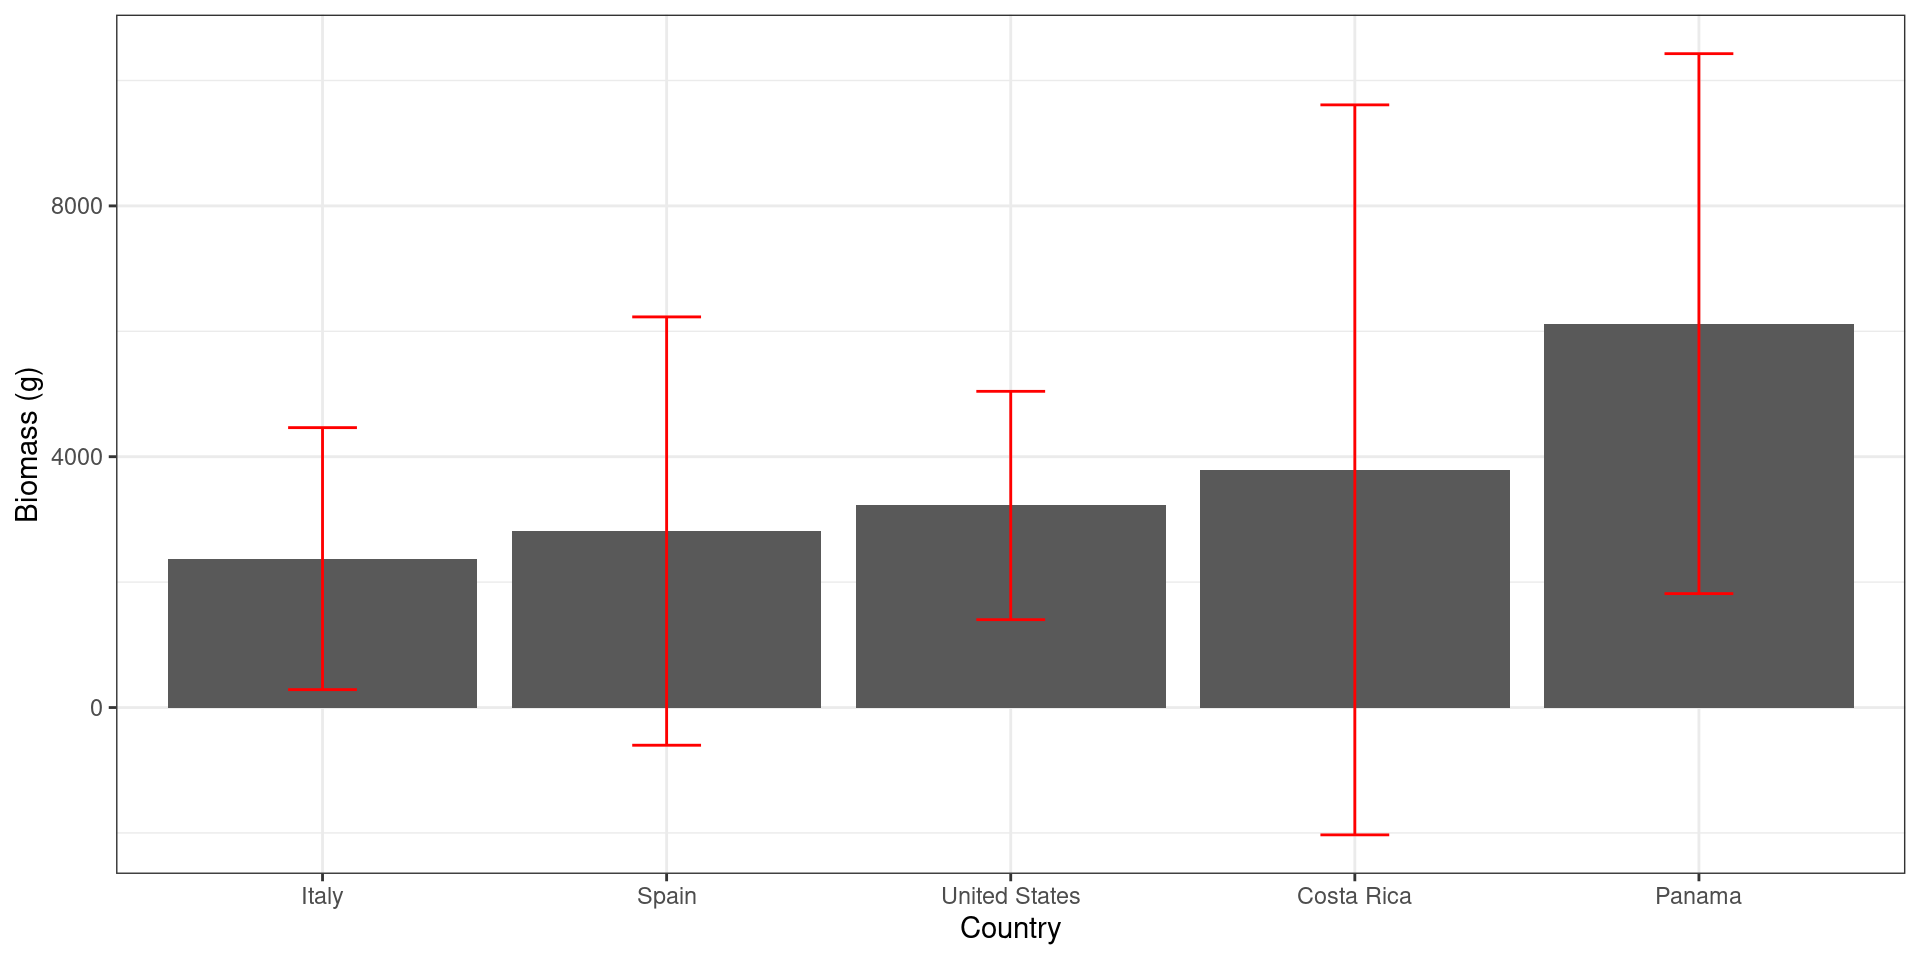 Biomass (g)
8000
4000
0
Italy
Spain
United States
Costa Rica
Panama
Country